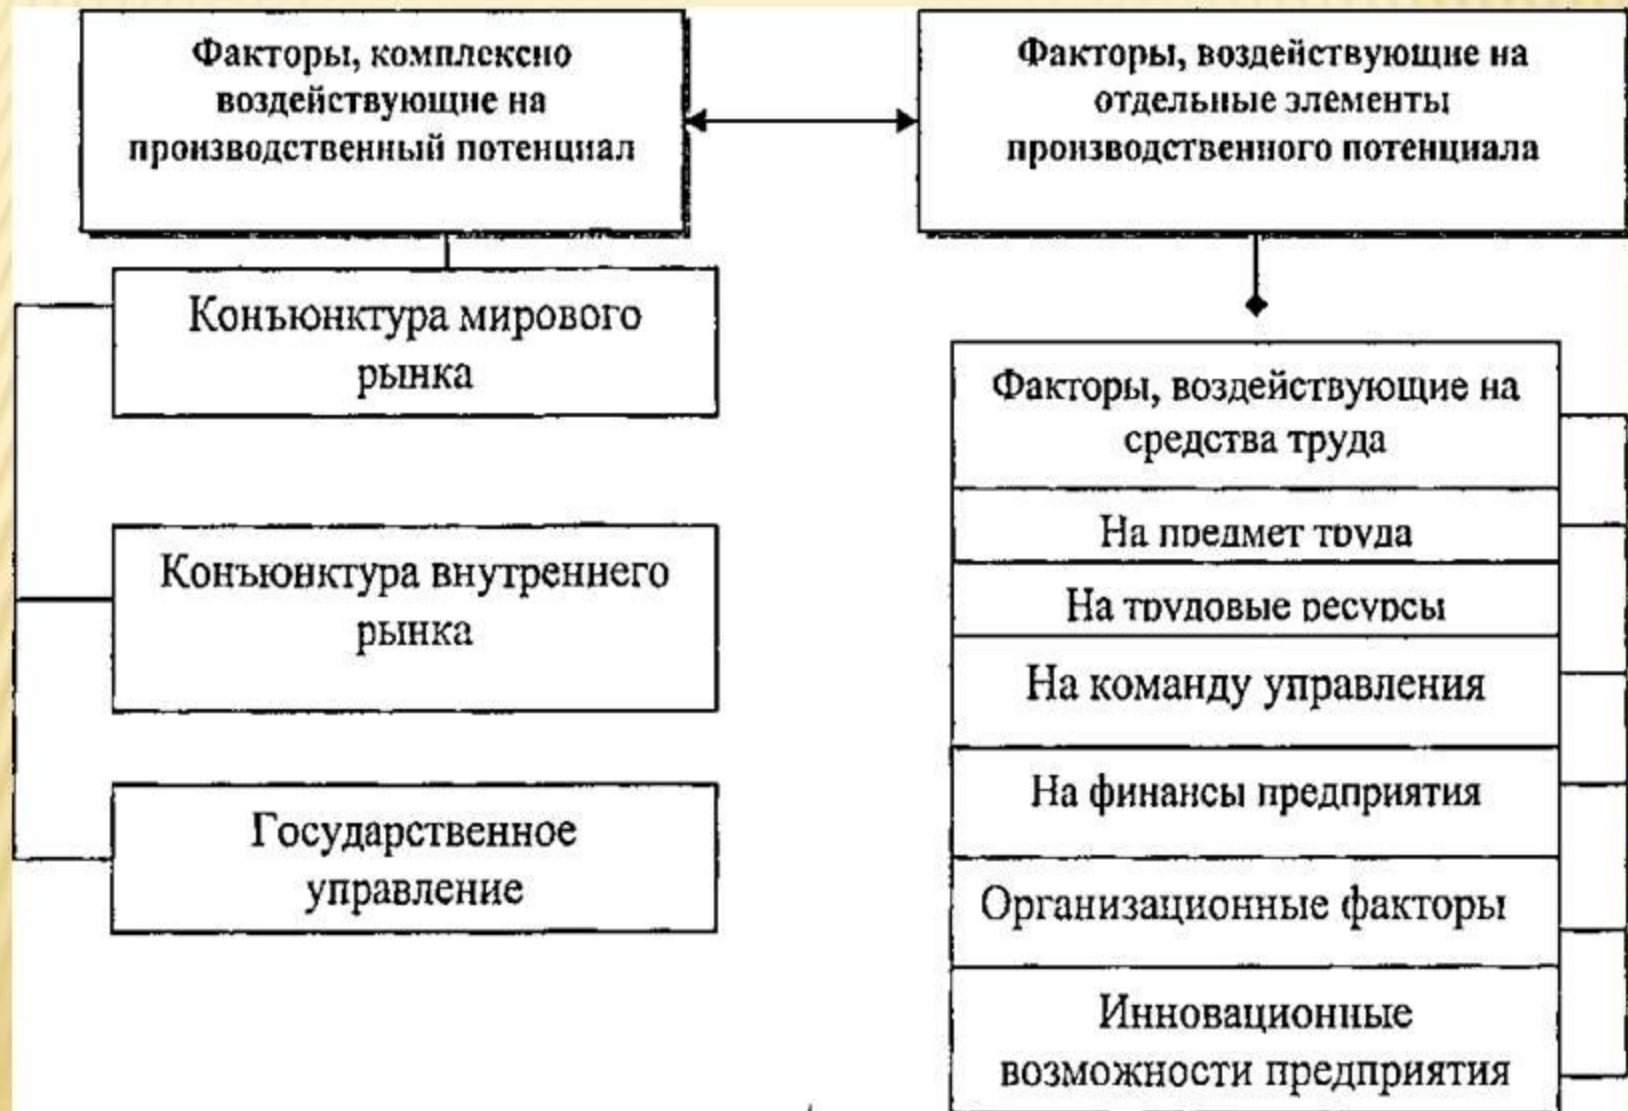 Факторы, комплексно
воздействующие на
производственный потенциал
Факторы, воздействующие на
отдельные элементы
производственного потенциала
Конъюнктура мирового
рынка
Конъюнктура внутреннего
рынка
Государственное
управление
Факторы, воздействующие на
средства труда
На предмет труда
На трудовые ресурсы
На команду управления
На финансы предприятия
Организационные факторы
Инновационные
возможности предприятия